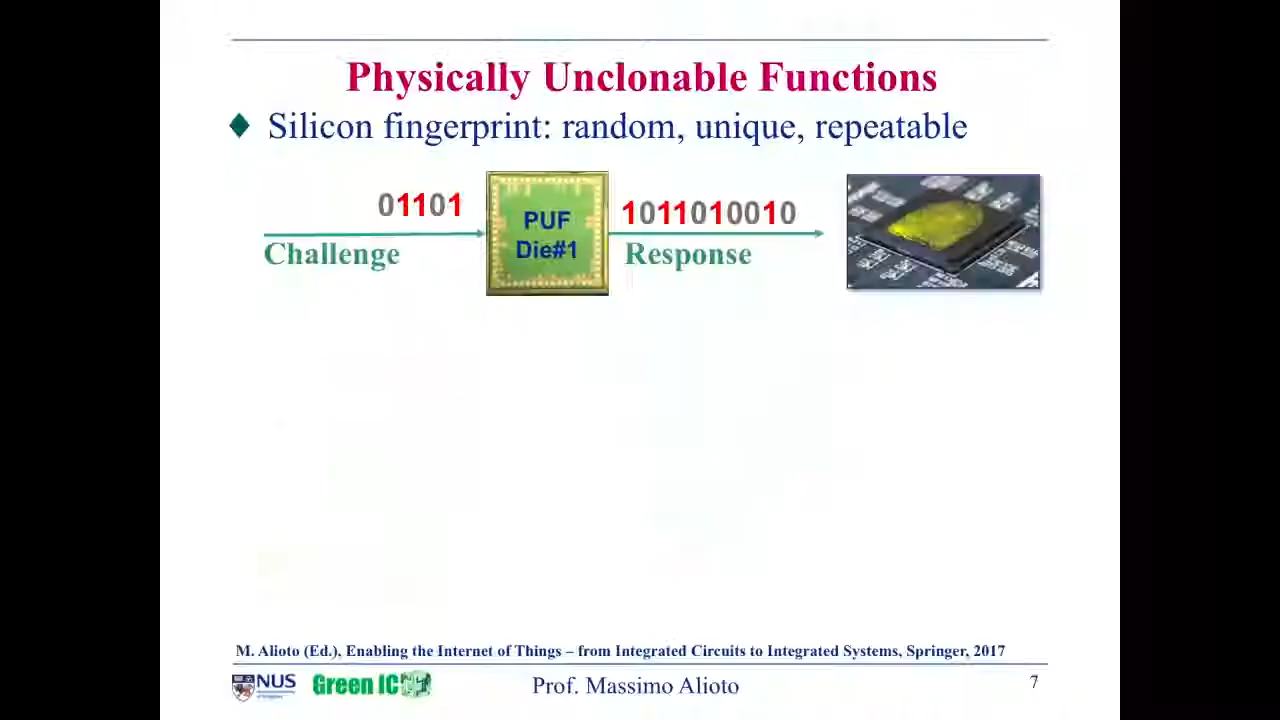 Physically Unclonable Functions
Silicon fingerprint: random, unique, repeatable
01101
Challenge
PUF
Die#1
1011010010
Response
M. Alioto (Ed.), Enabling the Internet of Things – from Integrated Circuits to Integrated Systems, Springer, 2017
NUS
Green IC
Prof. Massimo Alioto
7